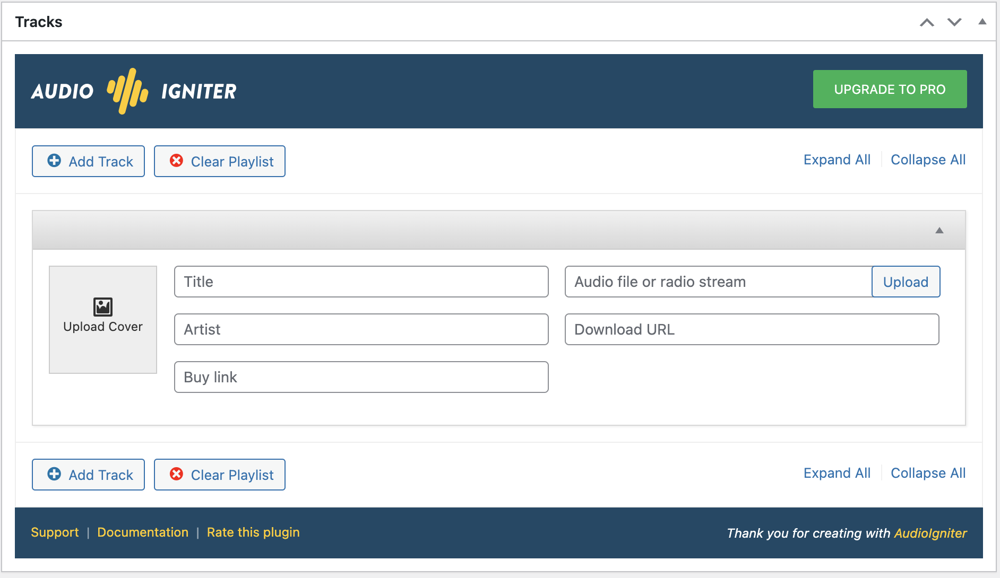 Tracks
AUDIO IGNITER
UPGRADE TO PRO
Add Track Clear Playlist Expand All Collapse All
Title Audio file or radio stream Upload
Upload Cover
Artist Download URL
Buy link
Add Track Clear Playlist Expand All Collapse All
Support | Documentation | Rate this plugin Thank you for creating with AudioIgniter